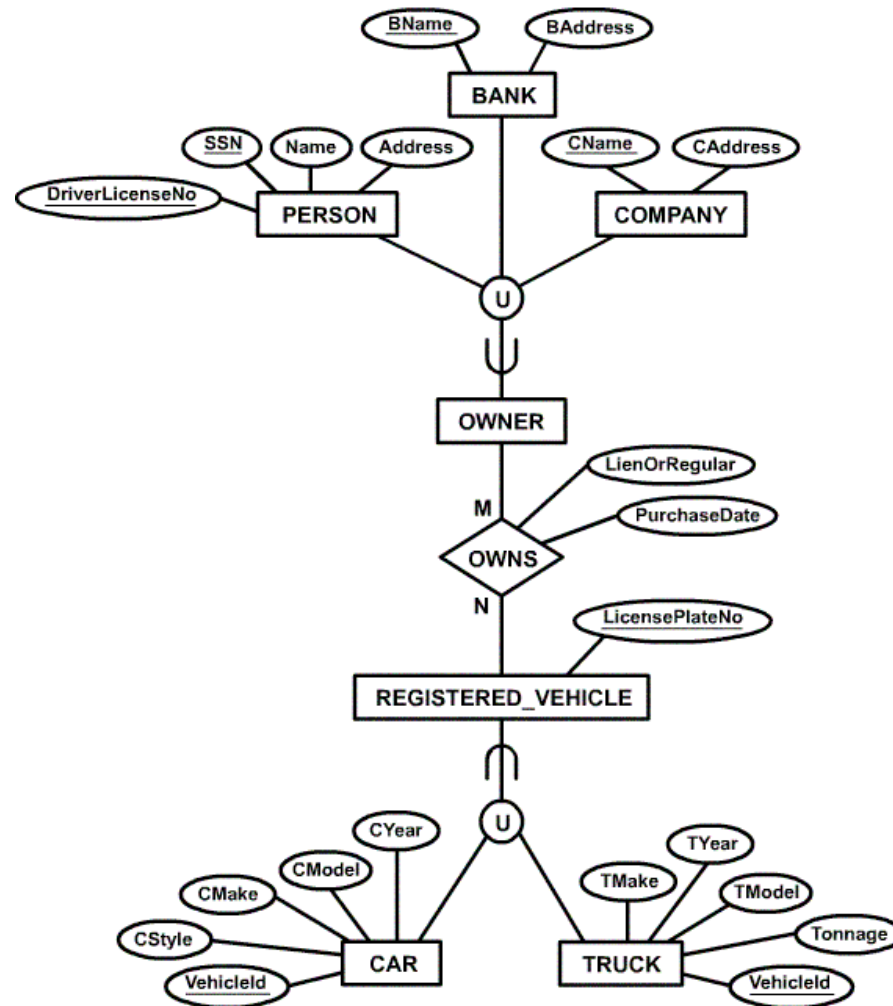 BName
BAddress
BANK
SSN
Name
Address
CName
CAddress
DriverLicenseNo
PERSON
COMPANY
U
OWNER
LienOrRegular
M
PurchaseDate
OWNS
N
LicensePlateNo
REGISTERED_VEHICLE
U
CYear
TYear
CModel
TMake
CMake
TModel
CStyle
Tonnage
CAR
TRUCK
VehicleId
VehicleId